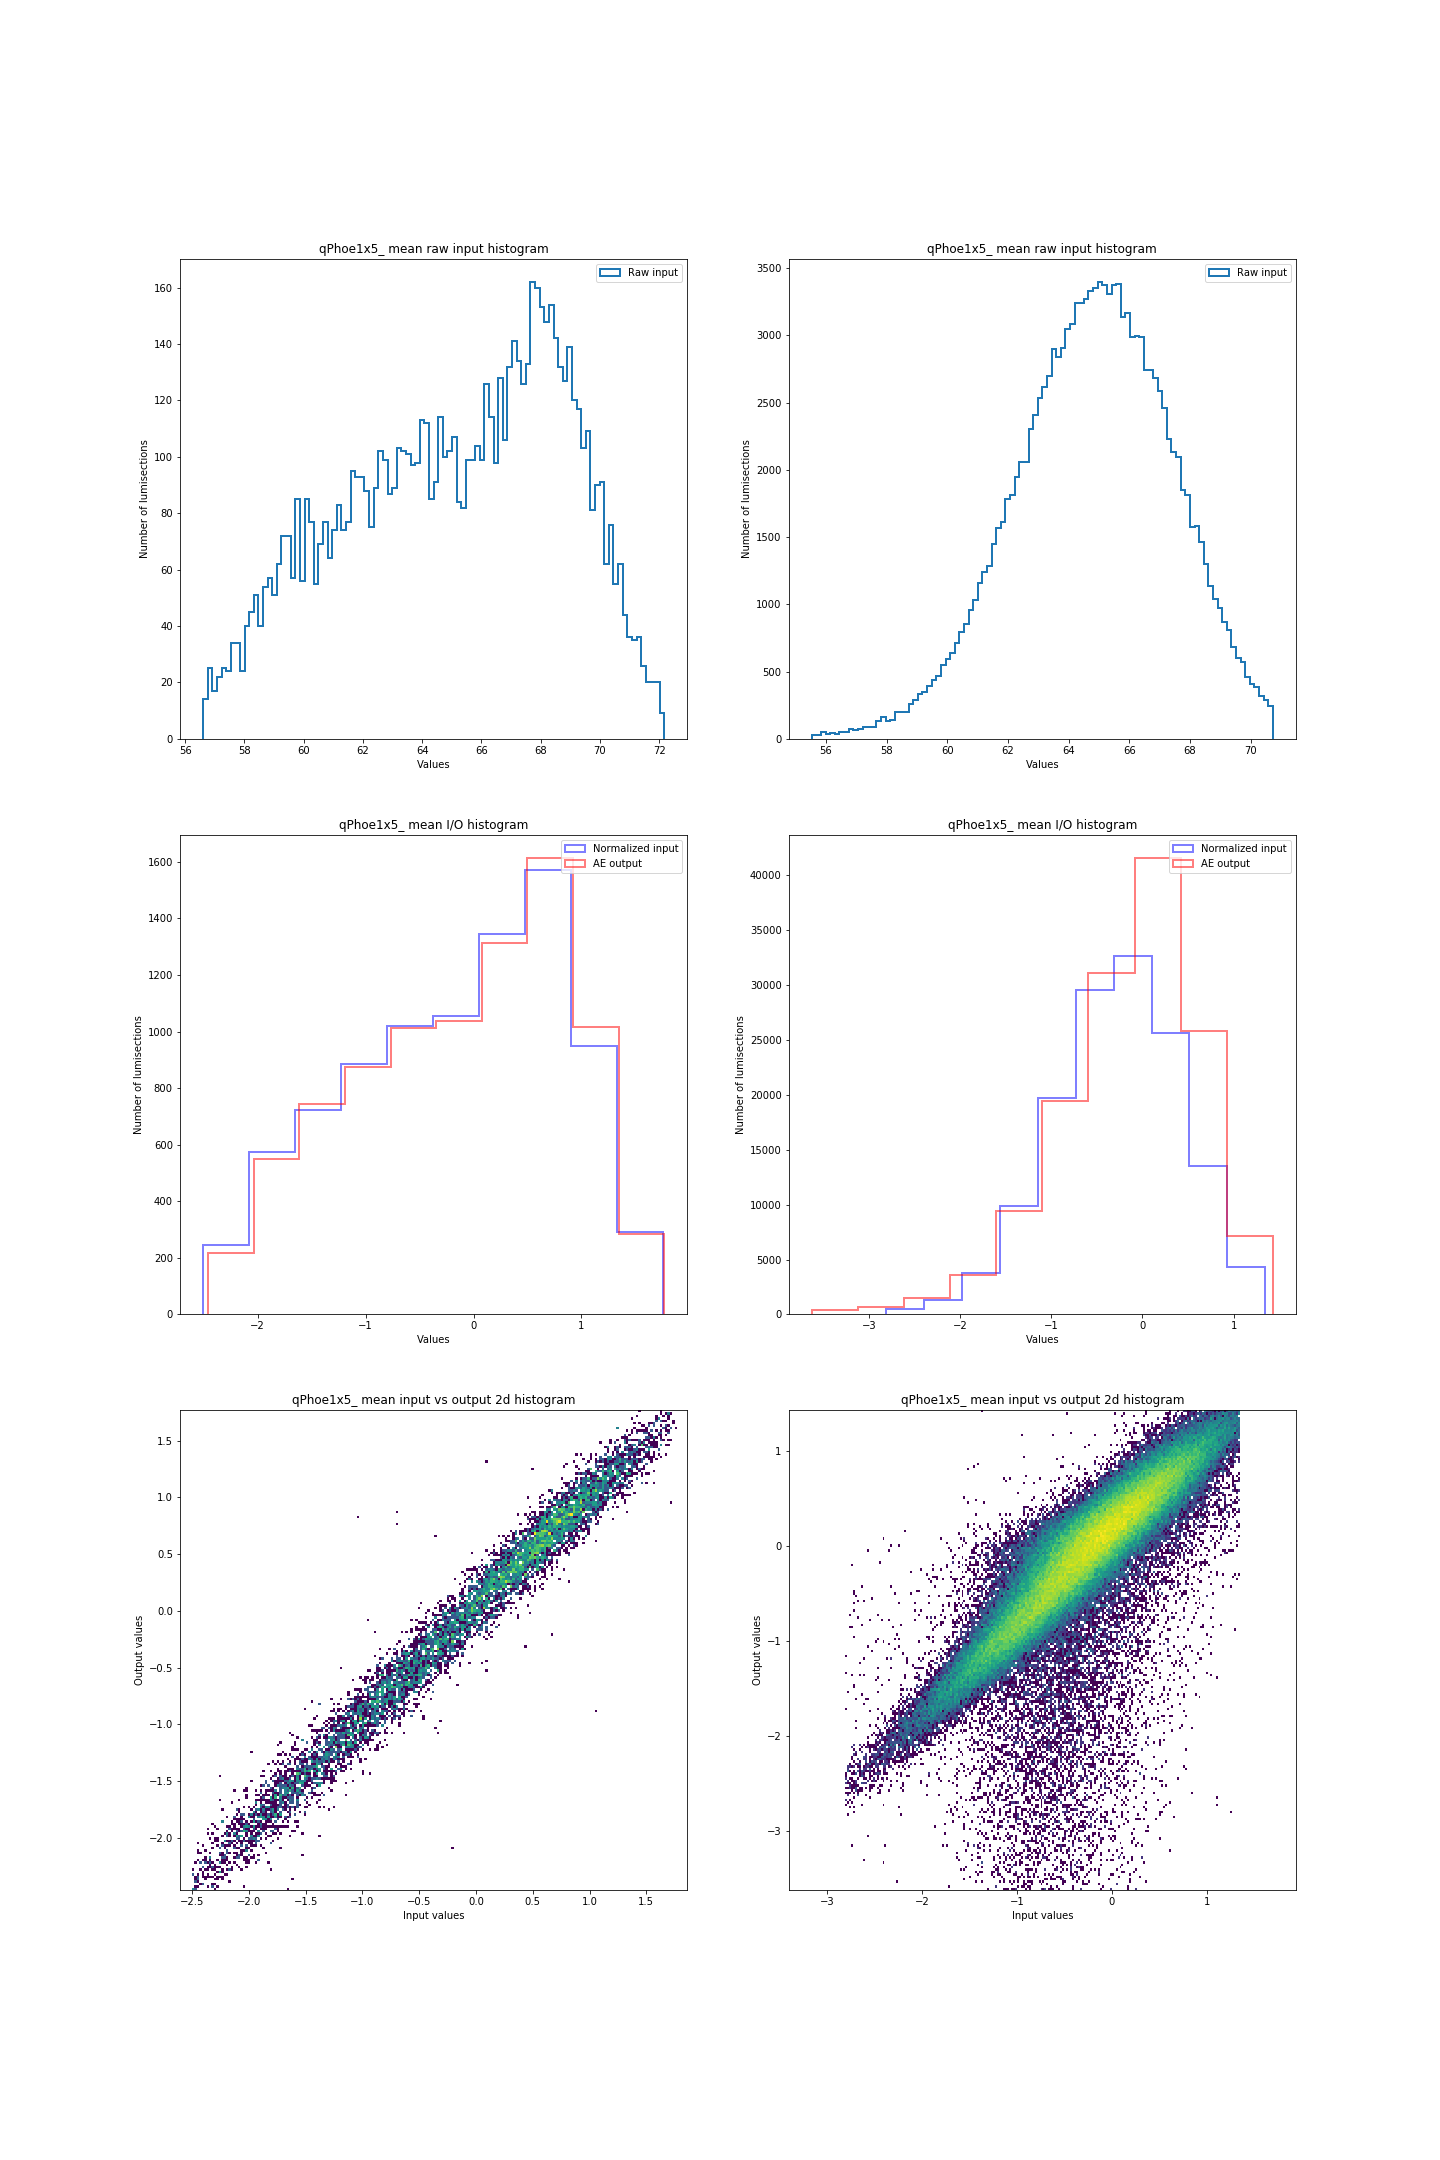 qPhoe1x5_ mean raw input histogram
Raw input
Number of lumisections
160
140
120
100
80
60
40
20
0
56 58 60 62 64 66 68 70 72
Values
qPhoe1x5_ mean raw input histogram
Raw input
Number of lumisections
3500
3000
2500
2000
1500
1000
500
0
56 58 60 62 64 66 68 70
Values
qPhoe1x5_ mean I/O histogram
Normalized input
AE output
Number of lumisections
1600
1400
1200
1000
800
600
400
200
0
−2 −1 0 1
Values
qPhoe1x5_ mean I/O histogram
Normalized input
AE output
Number of lumisections
40000
35000
30000
25000
20000
15000
10000
5000
0
−3 −2 −1 0 1
Values
qPhoe1x5_ mean input vs output 2d histogram
Output values
1.5
1.0
0.5
0.0
−0.5
−1.0
−1.5
−2.0
−2.5 −2.0 −1.5 −1.0 −0.5 0.0 0.5 1.0 1.5
Input values
qPhoe1x5_ mean input vs output 2d histogram
Output values
1
0
−1
−2
−3
−3 −2 −1 0 1
Input values